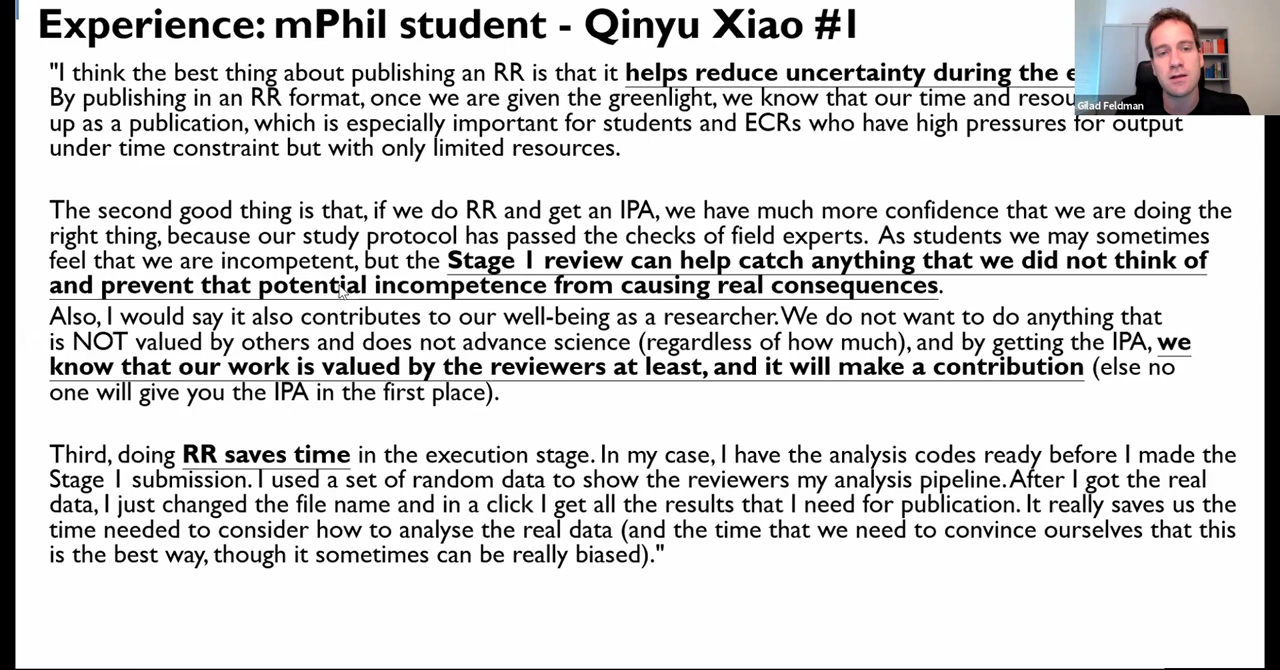 Experience: mPhil student - Qinyu Xiao #1
"I think the best thing about publishing an RR is that it helps reduce uncertainty during the
By publishing in an RR format, once we are given the greenlight, we know that our time and
up as a publication, which is especially important for students and ECRs who have high pressures for output
under time constraint but with only limited resources.
The second good thing is that, if we do RR and get an IPA, we have much more confidence that we are doing the
right thing, because our study protocol has passed the checks of field experts. As students we may sometimes
feel that we are incompetent, but the Stage 1 review can help catch anything that we did not think of
and prevent that potential incompetence from causing real consequences.
Also, I would say it also contributes to our well-being as a researcher. We do not want to do anything that
is NOT valued by others and does not advance science (regardless of how much), and by getting the IPA, we
know that our work is valued by the reviewers at least, and it will make a contribution (else no
one will give you the IPA in the first place).
Third, doing RR saves time in the execution stage. In my case, I have the analysis codes ready before I made the
Stage 1 submission. I used a set of random data to show the reviewers my analysis pipeline. After I got the real
data, I just changed the file name and in a click I get all the results that I need for publication. It really saves us the
time needed to consider how to analyse the real data (and the time that we need to convince ourselves that this
is the best way, though it sometimes can be really biased)."
Gilad Feldman